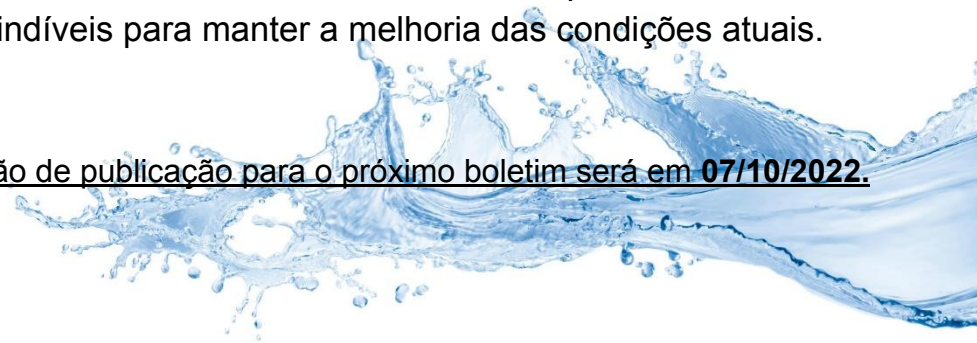 indíveis para manter a melhoria das condições atuais.
ão de publicação para o próximo boletim será em 07/10/2022.